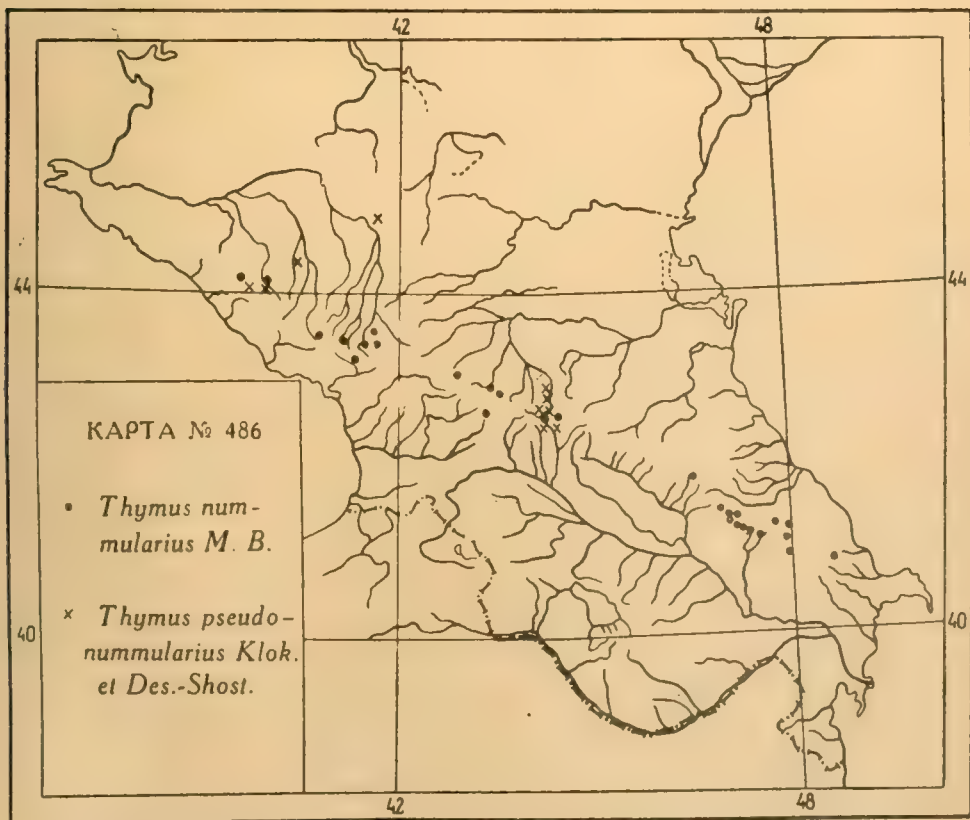 42 48
44 44
КАРТА № 486
• Thymus num-
mularius M. B.
× Thymus pseudo-
nummularius Klok.
et Des.-Shost.
40 40
42 48